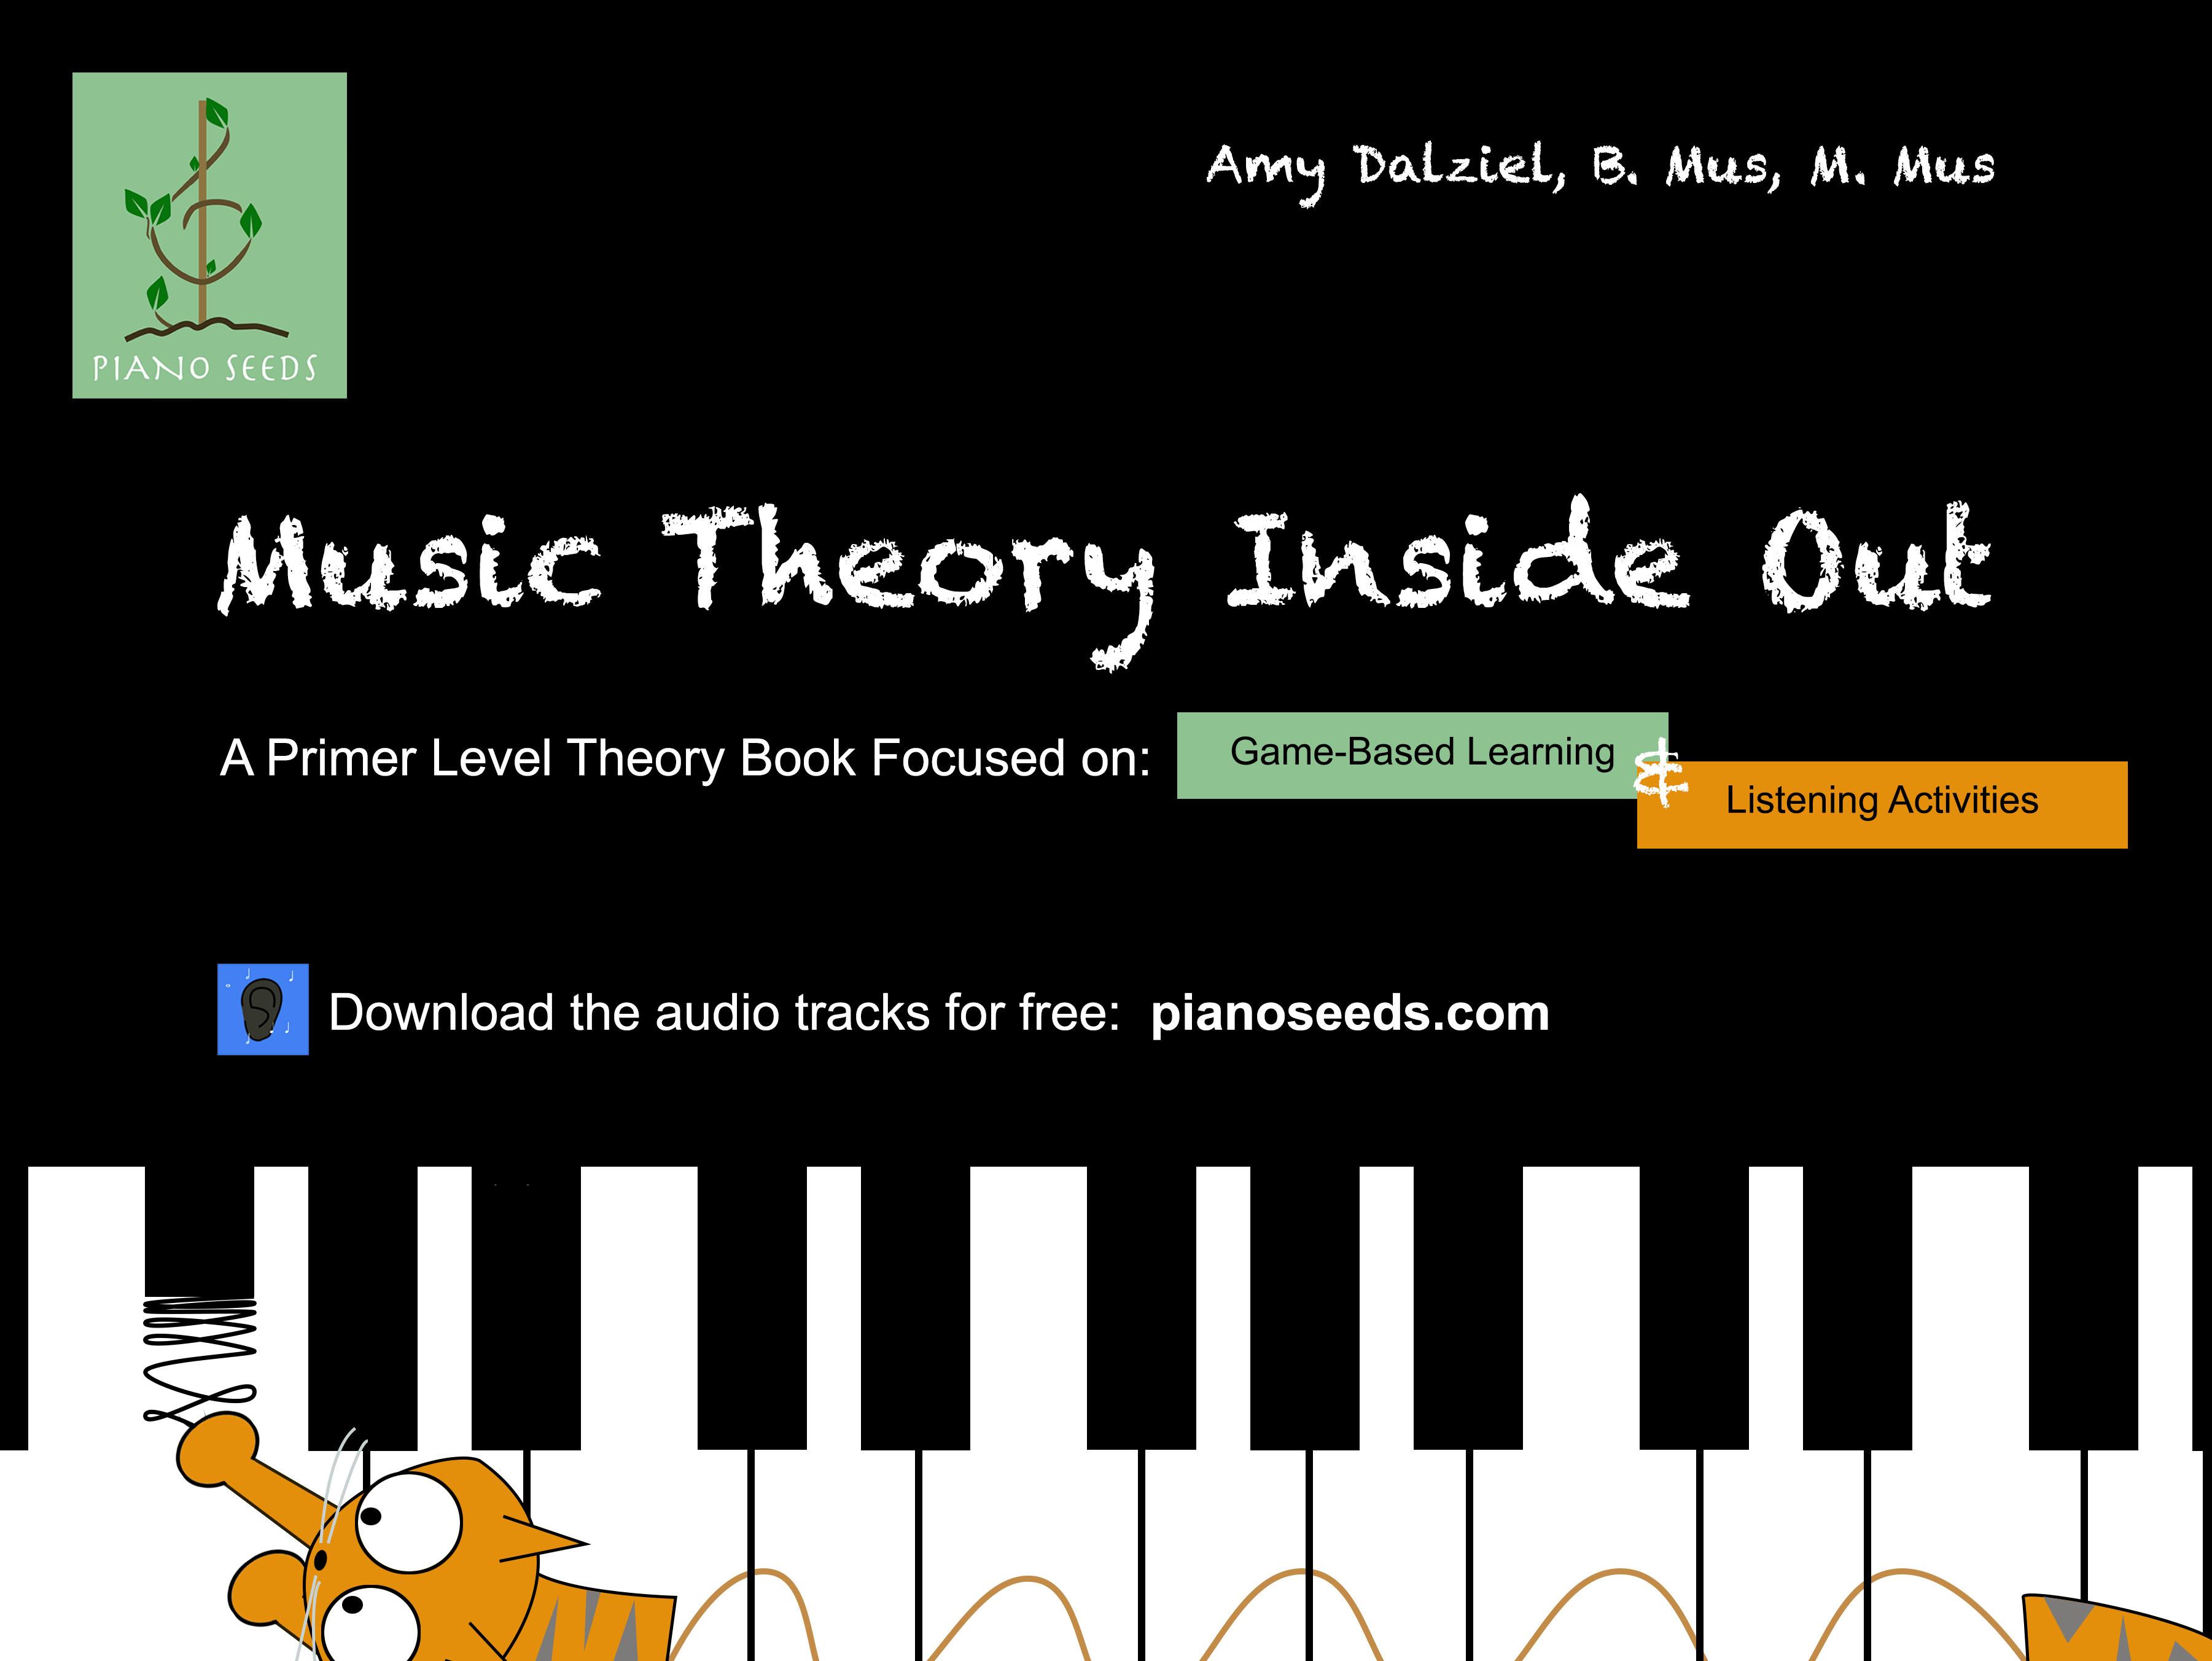 PIANO SEEDS
Amy Dalziel, B. Mus, M. Mus
Music Theory Inside Out
A Primer Level Theory Book Focused on: Game-Based Learning
&
Listening Activities
Download the audio tracks for free: pianoseeds.com